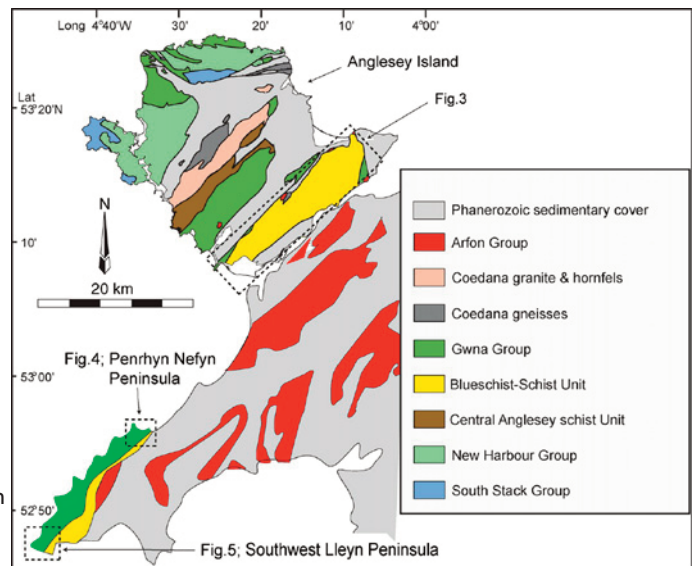 Long 4°40'W 30' 20' 10' 4°00'
Anglesey Island
Lat
53°20'N
Fig.3
N
10'
20 km
Phanerozoic sedimentary cover
Arfon Group
Coedana granite & hornfels
Coedana gneisses
Gwna Group
Blueschist-Schist Unit
Central Anglesey schist Unit
New Harbour Group
South Stack Group
53°00'
Fig.4; Penrhyn Nefyn
Peninsula
52°50'
Fig.5; Southwest Lleyn Peninsula